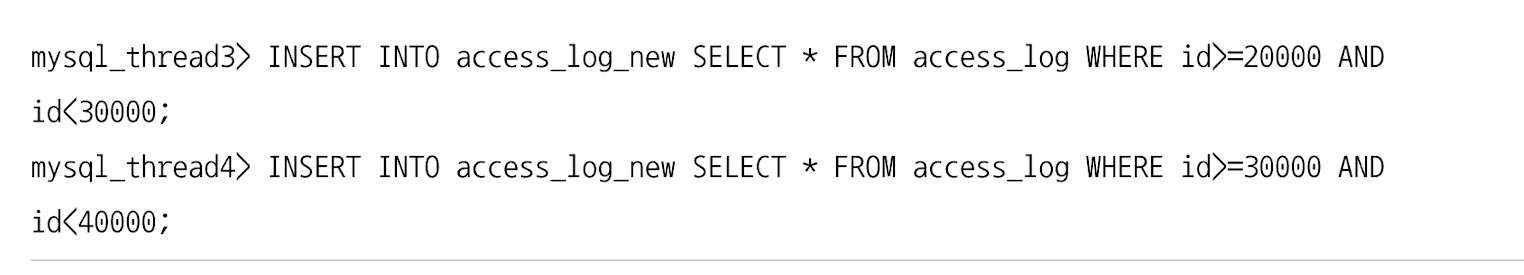 mysql_thread3> INSERT INTO access_log_new SELECT * FROM access_log WHERE id>=20000 AND
id<30000;
mysql_thread4> INSERT INTO access_log_new SELECT * FROM access_log WHERE id>=30000 AND
id<40000;